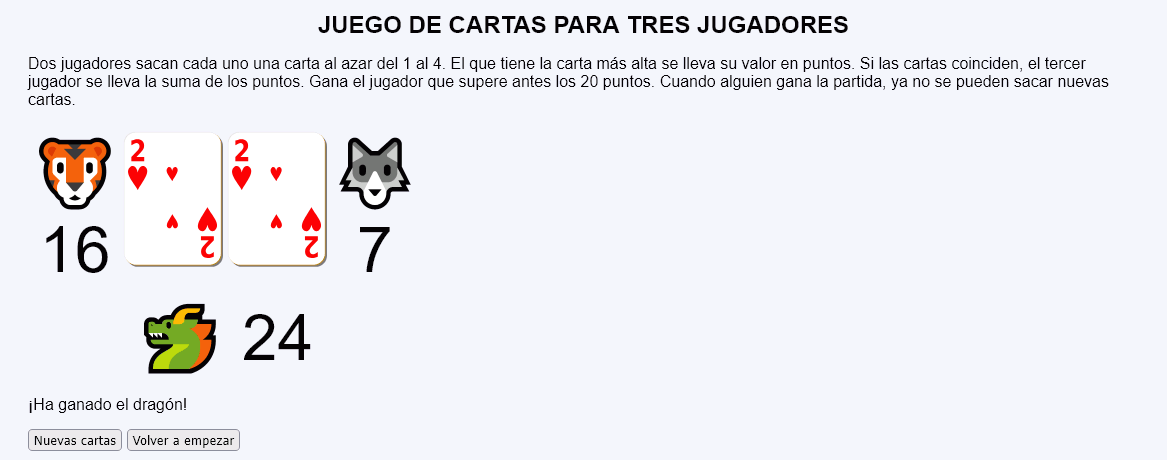 JUEGO DE CARTAS PARA TRES JUGADORES
Dos jugadores sacan cada uno una carta al azar del 1 al 4. El que tiene la carta más alta se lleva su valor en puntos. Si las cartas coinciden, el tercer
jugador se lleva la suma de los puntos. Gana el jugador que supere antes los 20 puntos. Cuando alguien gana la partida, ya no se pueden sacar nuevas
cartas.
2 2
2 2
16 7
24
¡Ha ganado el dragón!
Nuevas cartas Volver a empezar